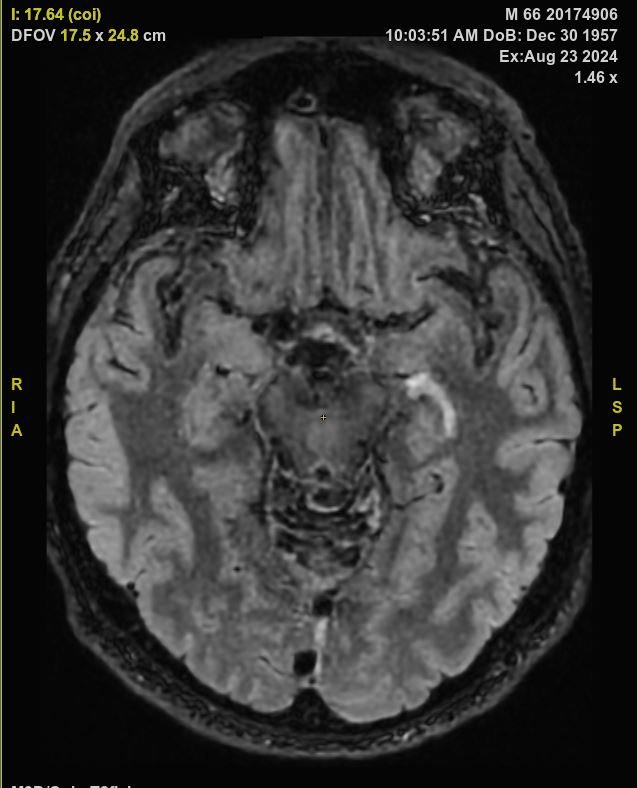 I: 17.64 (coi)
DFOV 17.5 x 24.8 cm
M 66 20174906
10:03:51 AM DoB: Dec 30 1957
Ex:Aug 23 2024
1.46 x
R
I
A
L
S
P